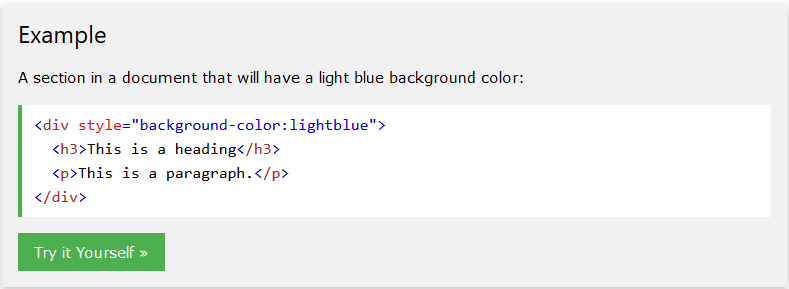 Example
A section in a document that will have a light blue background color:
<div style="background-color:lightblue">
  <h3>This is a heading</h3>
  <p>This is a paragraph.</p>
</div>
Try it Yourself »